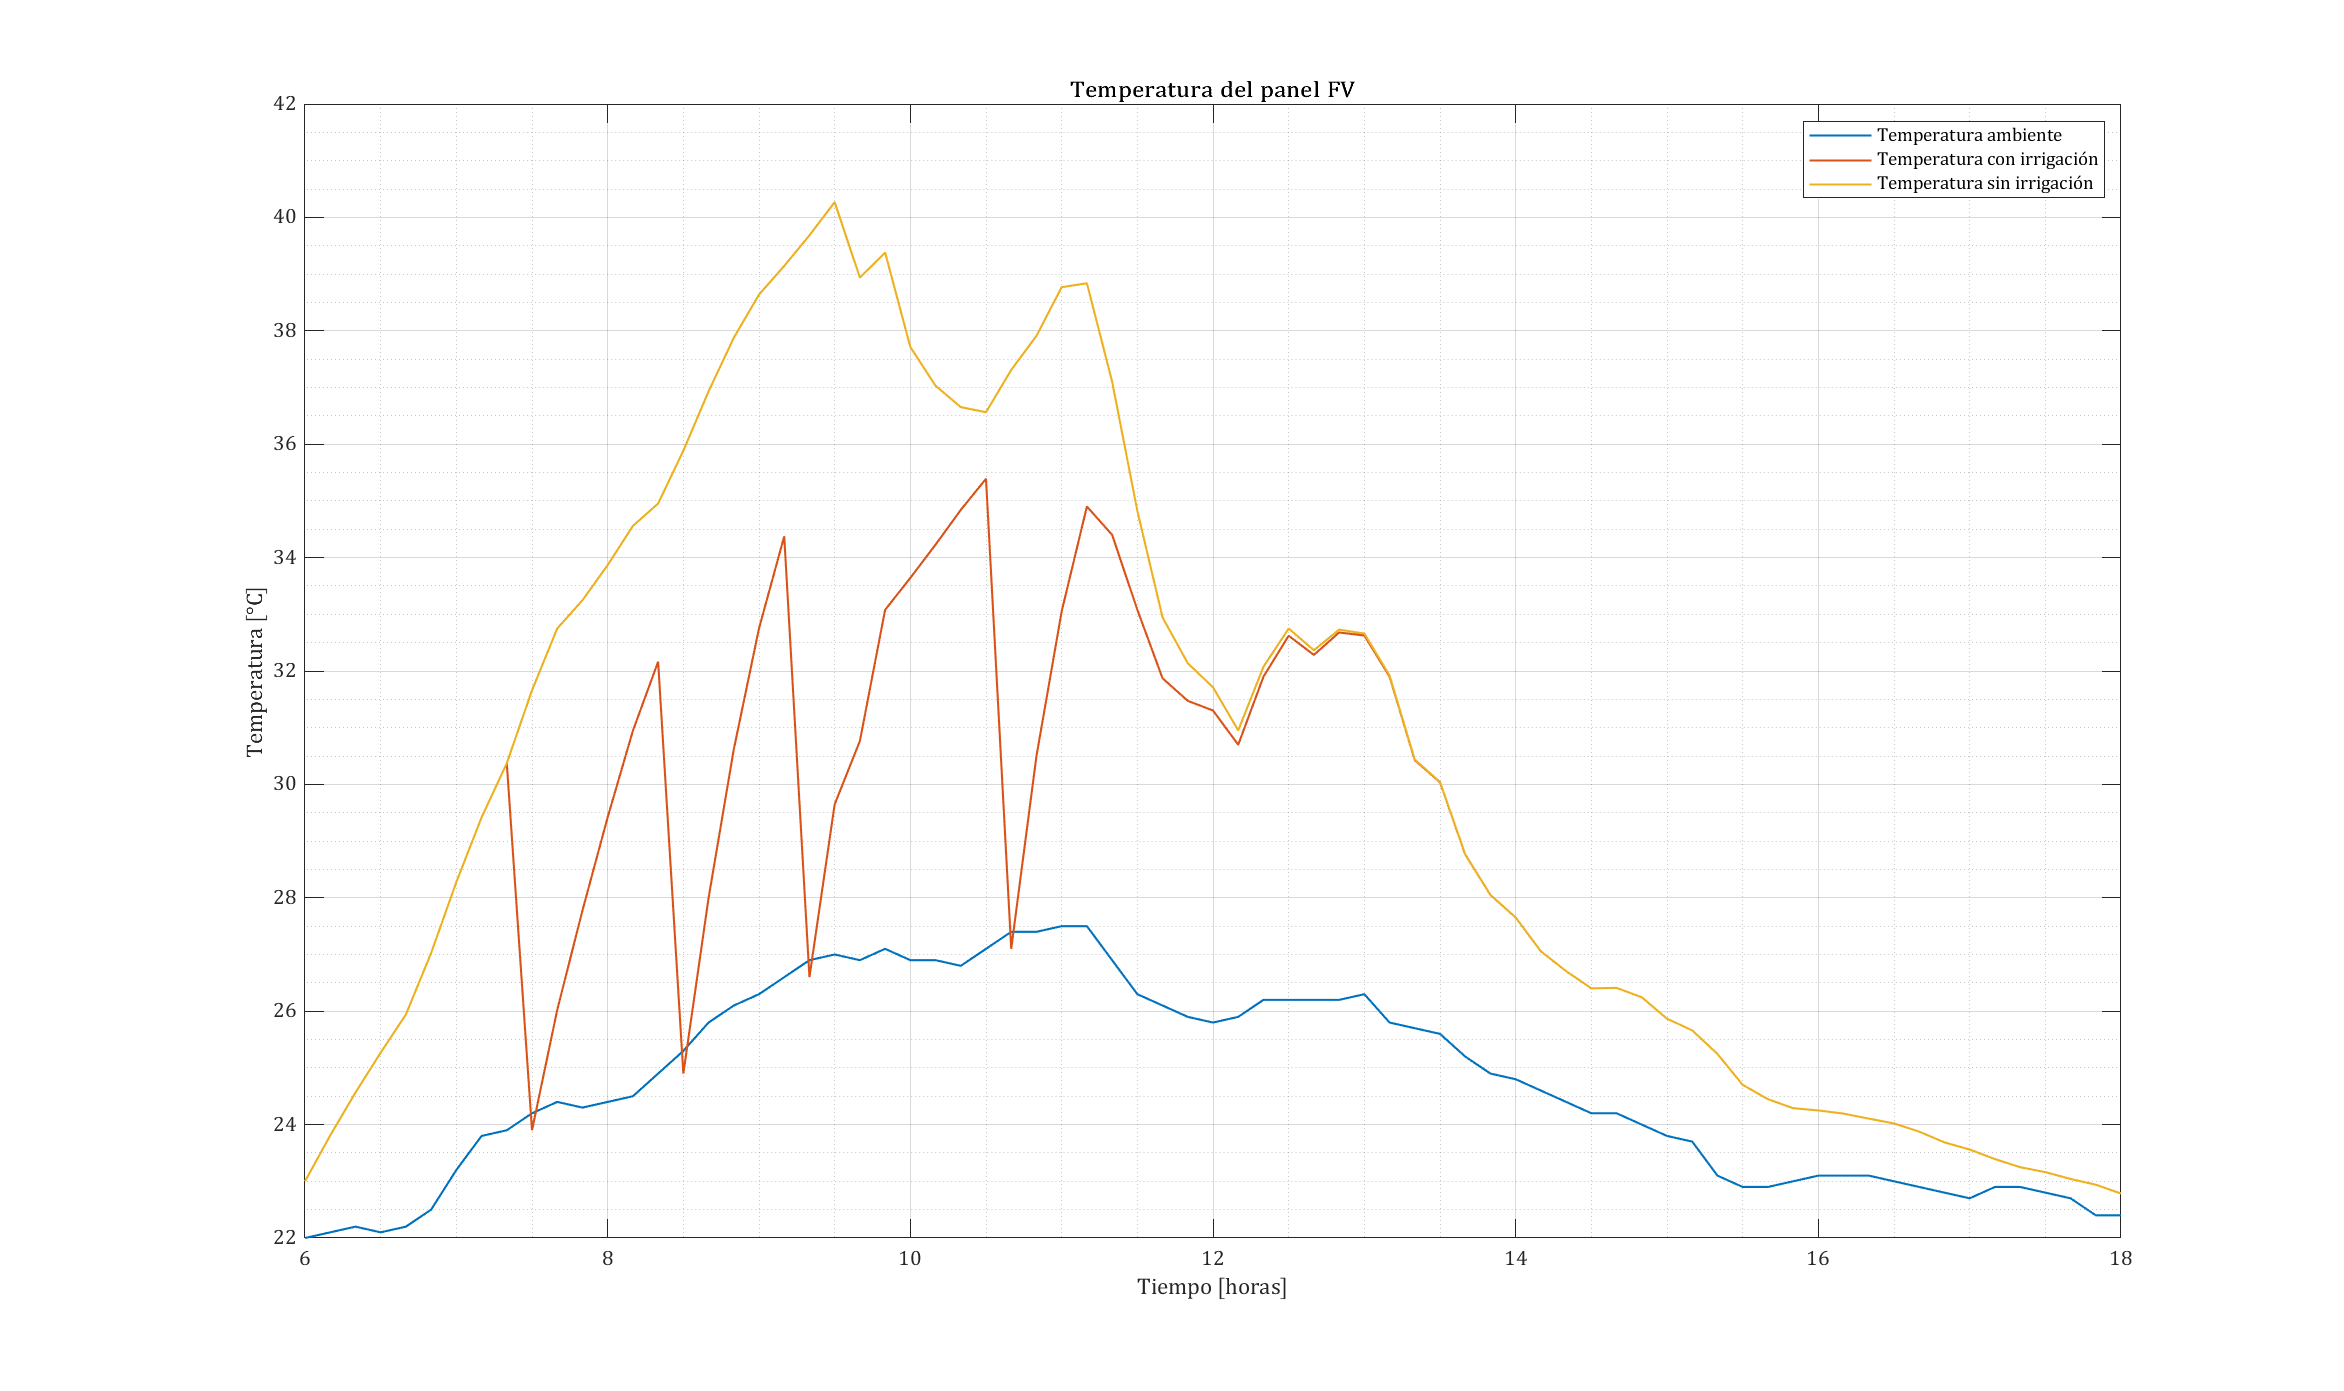 Temperatura del panel FV
Temperatura ambiente
Temperatura con irrigación
Temperatura sin irrigación
Temperatura [°C]
42
40
38
36
34
32
30
28
26
24
22
6 8 10 12 14 16 18
Tiempo [horas]